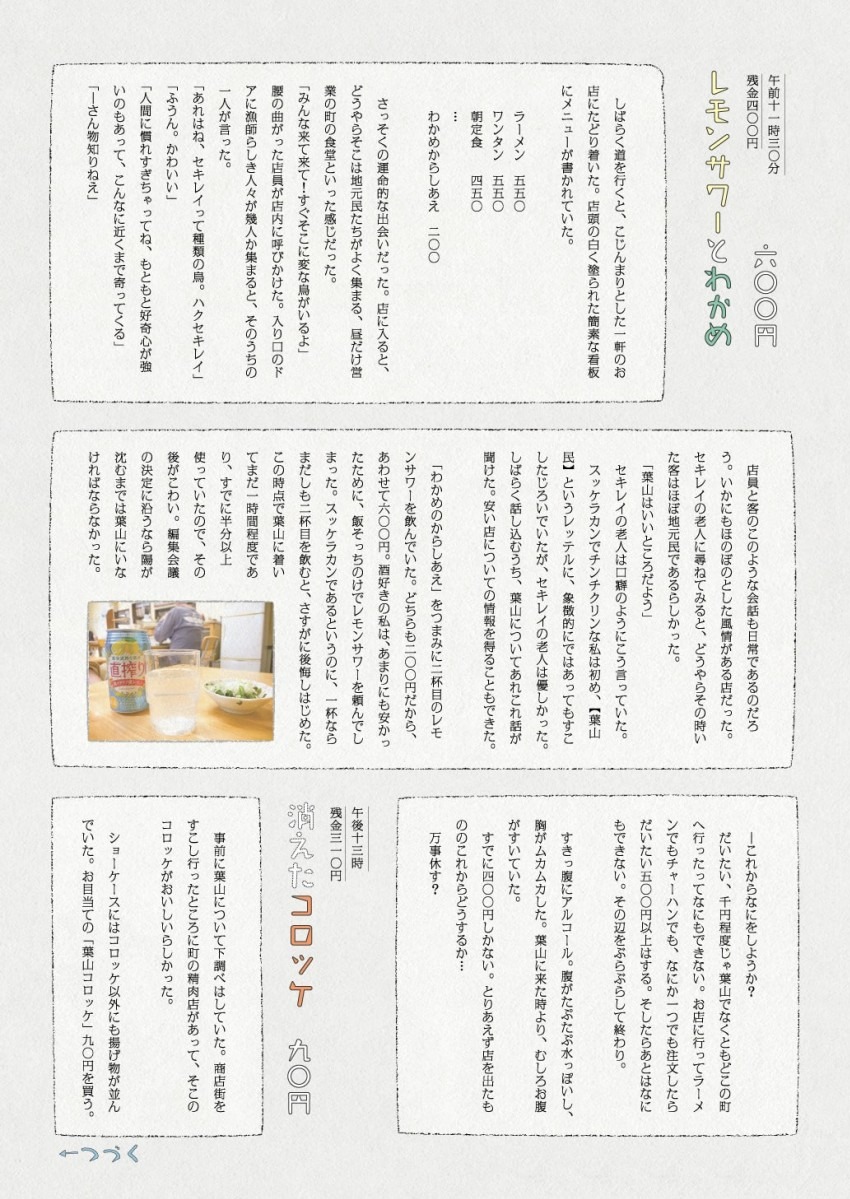 午前十一時三〇分
残金四〇〇円
レモンサワーとわかめ　六〇〇円
しばらく道を行くと、こじんまりとした一軒のお
店にたどり着いた。店頭の白く塗られた簡素な看板
にメニューが書かれていた。
ラーメン　五五〇
ワンタン　五五〇
朝定食　四五〇
…
わかめからしあえ　二〇〇
さっそくの運命的な出会いだった。店に入ると、
どうやらそこは地元民たちがよく集まる、昼だけ営
業の町の食堂といった感じだった。
「みんな来て来て！すぐそこに変な鳥がいるよ」
腰の曲がった店員が店内に呼びかけた。入り口のド
アに漁師らしき人々が幾人か集まると、そのうちの
一人が言った。
「あれはね、セキレイって種類の鳥。ハクセキレイ」
「ふうん。かわいい」
「人間に慣れすぎちゃってね、もともと好奇心が強
いのもあって、こんなに近くまで寄ってくる」
「ーさん物知りねえ」
店員と客のこのような会話も日常であるのだろ
う。いかにもほのぼのとした風情がある店だった。
セキレイの老人に尋ねてみると、どうやらその時い
た客はほぼ地元民であるらしかった。
「葉山はいいところだよう」
セキレイの老人は口癖のようにこう言っていた。
スッケラカンでチンチクリンな私は初め、【葉山
民】というレッテルに、象徴的にではあってもすこ
したじろいでいたが、セキレイの老人は優しかった。
しばらく話し込むうち、葉山についてあれこれ話が
聞けた。安い店についての情報を得ることもできた。
「わかめのからしあえ」をつまみに二杯目のレモ
ンサワーを飲んでいた。どちらも二〇〇円だから、
あわせて六〇〇円。酒好きの私は、あまりにも安かっ
たために、飯そっちのけでレモンサワーを頼んでし
まった。スッケラカンであるというのに、一杯なら
まだしも二杯目を飲むと、さすがに後悔しはじめた。
この時点で葉山に着い
てまだ一時間程度であ
り、すでに半分以上
使っていたので、その
後がこわい。編集会議
の決定に沿うなら陽が
沈むまでは葉山にいな
ければならなかった。
直搾り
ーこれからなにをしようか？
だいたい、千円程度じゃ葉山でなくともどこの町
へ行ったってなにもできない。お店に行ってラーメ
ンでもチャーハンでも、なにか一つでも注文したら
だいたい五〇〇円以上はする。そしたらあとはなに
もできない。その辺をぶらぶらして終わり。
すきっ腹にアルコール。腹がたぷたぷ水っぽいし、
胸がムカムカした。葉山に来た時より、むしろお腹
がすいていた。
すでに四〇〇円しかない。とりあえず店を出たも
ののこれからどうするか…
万事休す？
午後十三時
残金三一〇円
消えたコロッケ　九〇円
事前に葉山について下調べはしていた。商店街を
すこし行ったところに町の精肉店があって、そこの
コロッケがおいしいらしかった。
ショーケースにはコロッケ以外にも揚げ物が並ん
でいた。お目当ての「葉山コロッケ」九〇円を買う。
←つづく